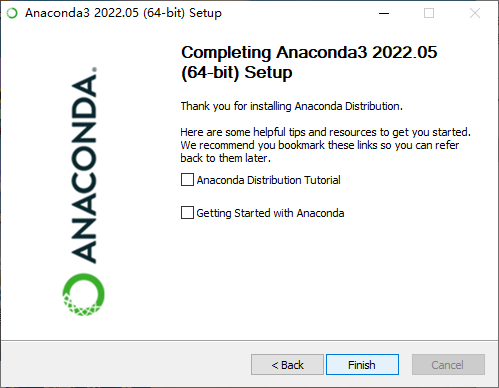 Anaconda3 2022.05 (64-bit) Setup
ANACONDA.
Completing Anaconda3 2022.05
(64-bit) Setup
Thank you for installing Anaconda Distribution.
Here are some helpful tips and resources to get you started.
We recommend you bookmark these links so you can refer
back to them later.
Anaconda Distribution Tutorial
Getting Started with Anaconda
< Back
Finish
Cancel